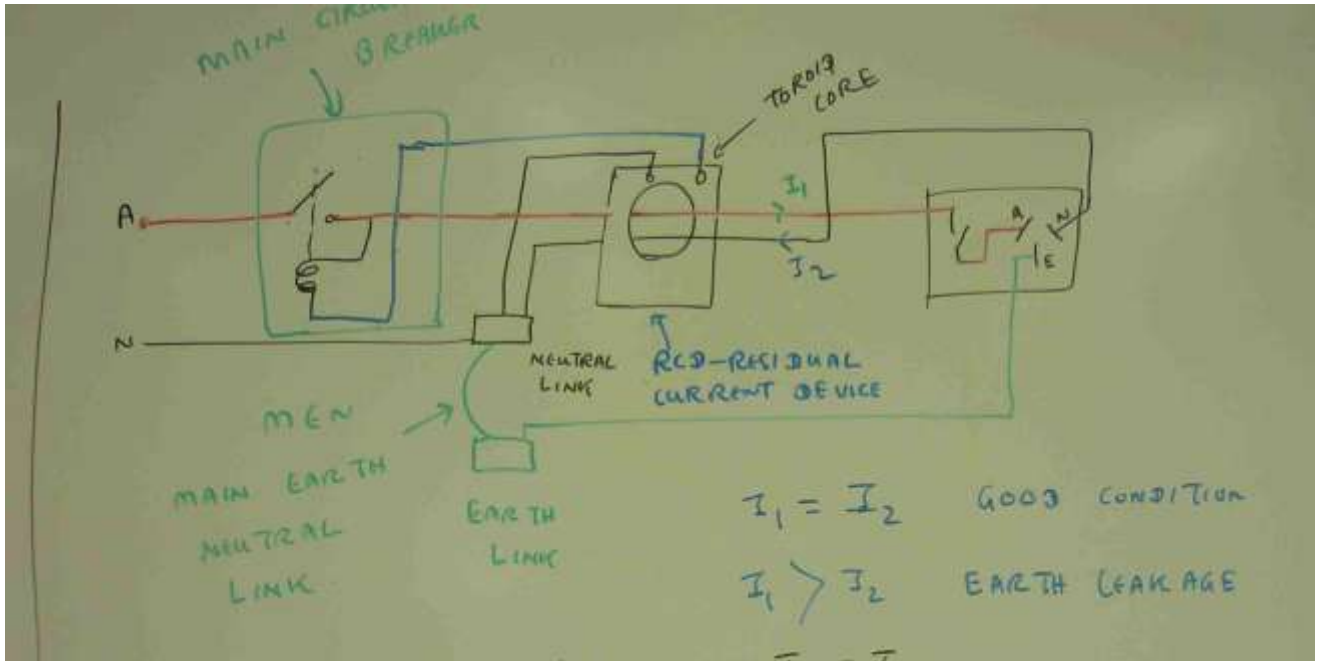 MAIN CIRCU
BREAKER
TOROID
CORE
A
I₁
I₂
A
N
E
N
NEUTRAL
LINK
RCD-RESIDUAL
CURRENT DEVICE
MEN
MAIN EARTH
NEUTRAL
LINK
EARTH
LINK
I₁ = I₂ GOOD CONDITION
I₁ > I₂ EARTH LEAKAGE